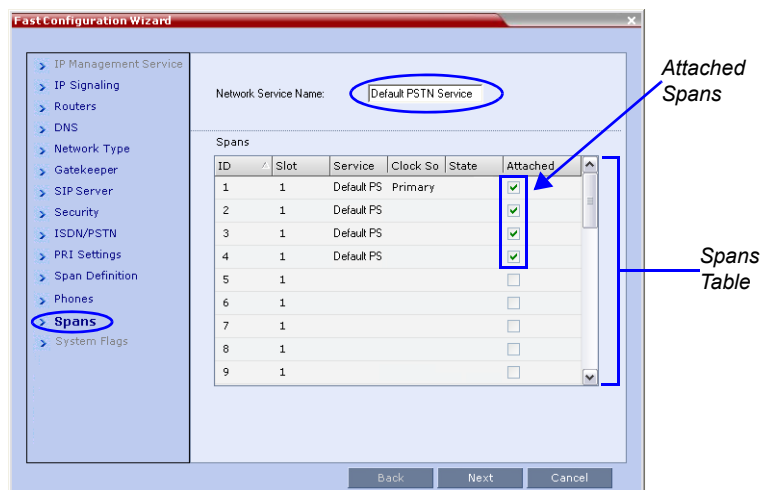 Fast Configuration Wizard
IP Management Service
IP Signaling
Routers
DNS
Network Type
Gatekeeper
SIP Server
Security
ISDN/PSTN
PRI Settings
Span Definition
Phones
Spans
System Flags
Network Service Name: Default PSTN Service
Spans
ID Slot Service Clock So State Attached
1 1 Default PS Primary
2 1 Default PS
3 1 Default PS
4 1 Default PS
5 1
6 1
7 1
8 1
9 1
Back Next Cancel
Attached
Spans
Spans
Table